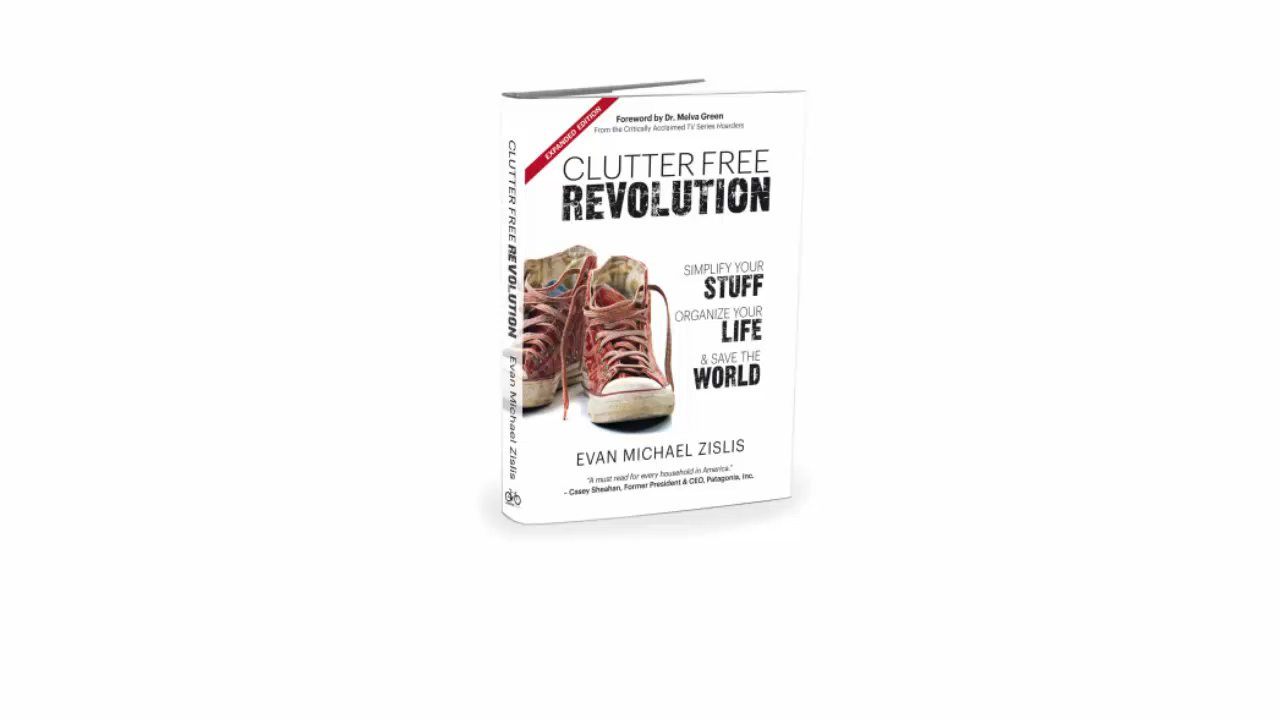 EXPANDED EDITION
Foreword by Dr. Melva Green
From the Critically Acclaimed TV Series Hoarders
CLUTTER FREE
REVOLUTION
SIMPLIFY YOUR
STUFF
ORGANIZE YOUR
LIFE
& SAVE THE
WORLD
EVAN MICHAEL ZISLIS
"A must read for every household in America."
- Casey Sheahan, Former President & CEO, Patagonia, Inc.
CLUTTER FREE REVOLUTION
Evan Michael Zislis